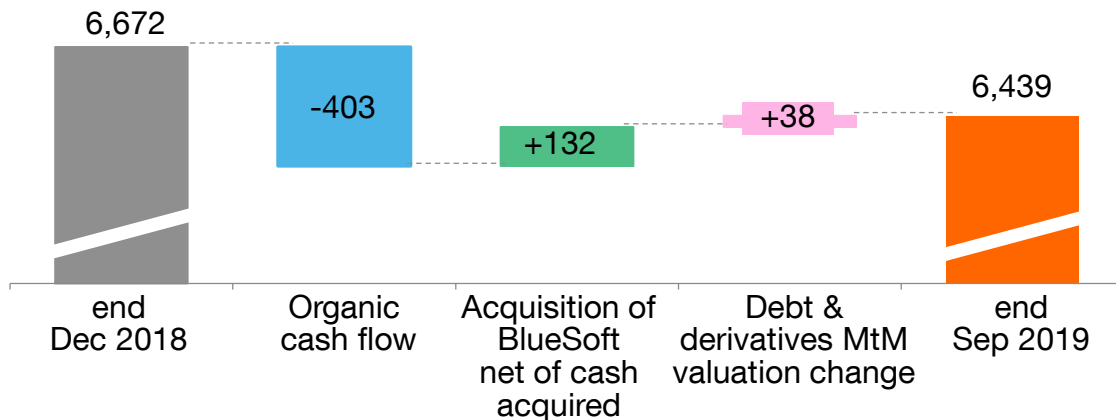 6,672
-403
+132
+38
6,439
end
Dec 2018
Organic
cash flow
Acquisition of
BlueSoft
net of cash
acquired
Debt &
derivatives MtM
valuation change
end
Sep 2019